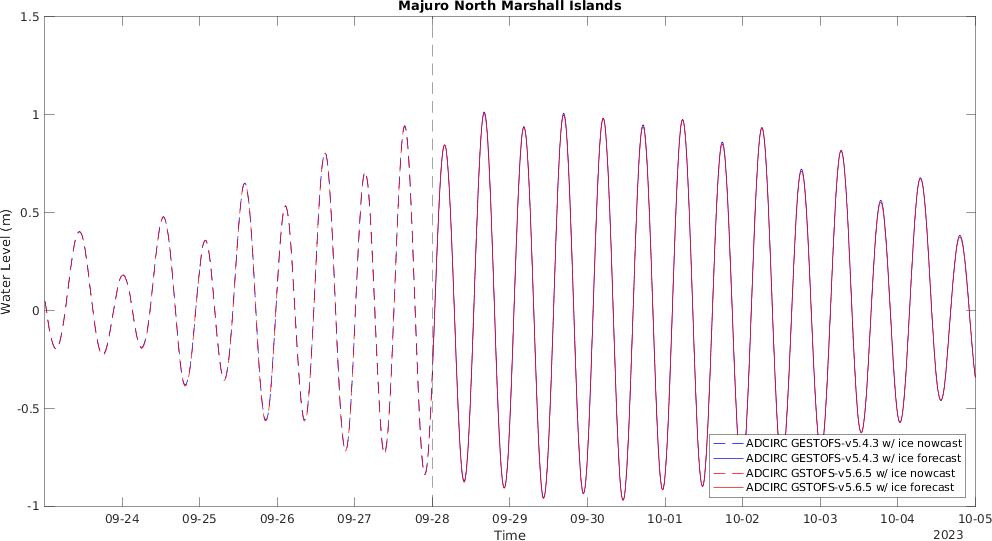 Majuro North Marshall Islands
Water Level (m)
1.5
1
0.5
0
-0.5
-1
ADCIRC GESTOFS-v5.4.3 w/ ice nowcast
ADCIRC GESTOFS-v5.4.3 w/ ice forecast
ADCIRC GSTOFS-v5.6.5 w/ ice nowcast
ADCIRC GSTOFS-v5.6.5 w/ ice forecast
09-24 09-25 09-26 09-27 09-28 09-29 09-30 10-01 10-02 10-03 10-04 10-05
Time
2023